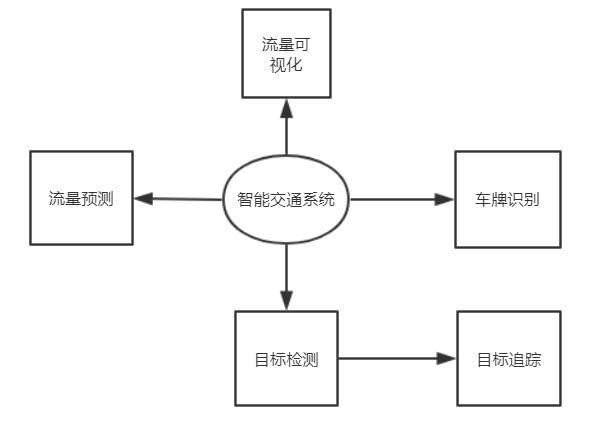 流量可
视化
流量预测
智能交通系统
车牌识别
目标检测
目标追踪